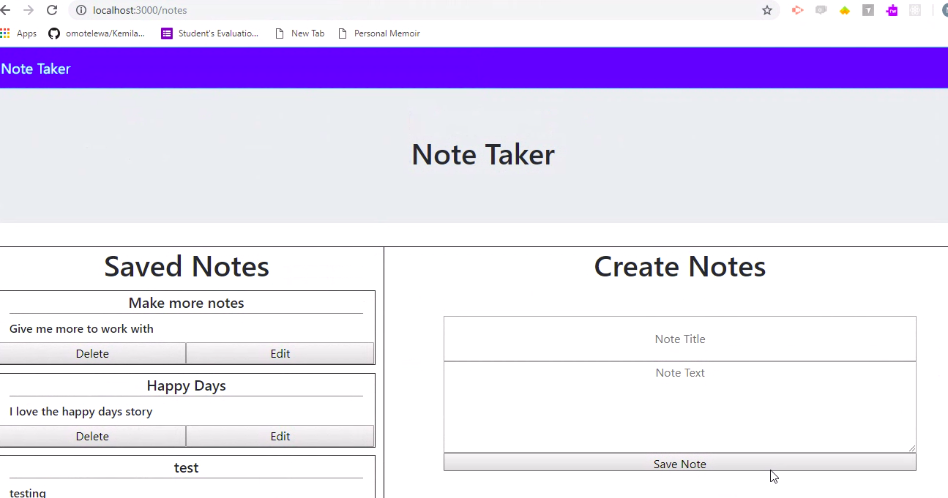 localhost:3000/notes
Apps
omotelewa/Kemila...
Student's Evaluatio...
New Tab
Personal Memoir
Note Taker
Note Taker
Saved Notes
Make more notes
Give me more to work with
Delete
Edit
Happy Days
I love the happy days story
Delete
Edit
test
testing
Create Notes
Note Title
Note Text
Save Note